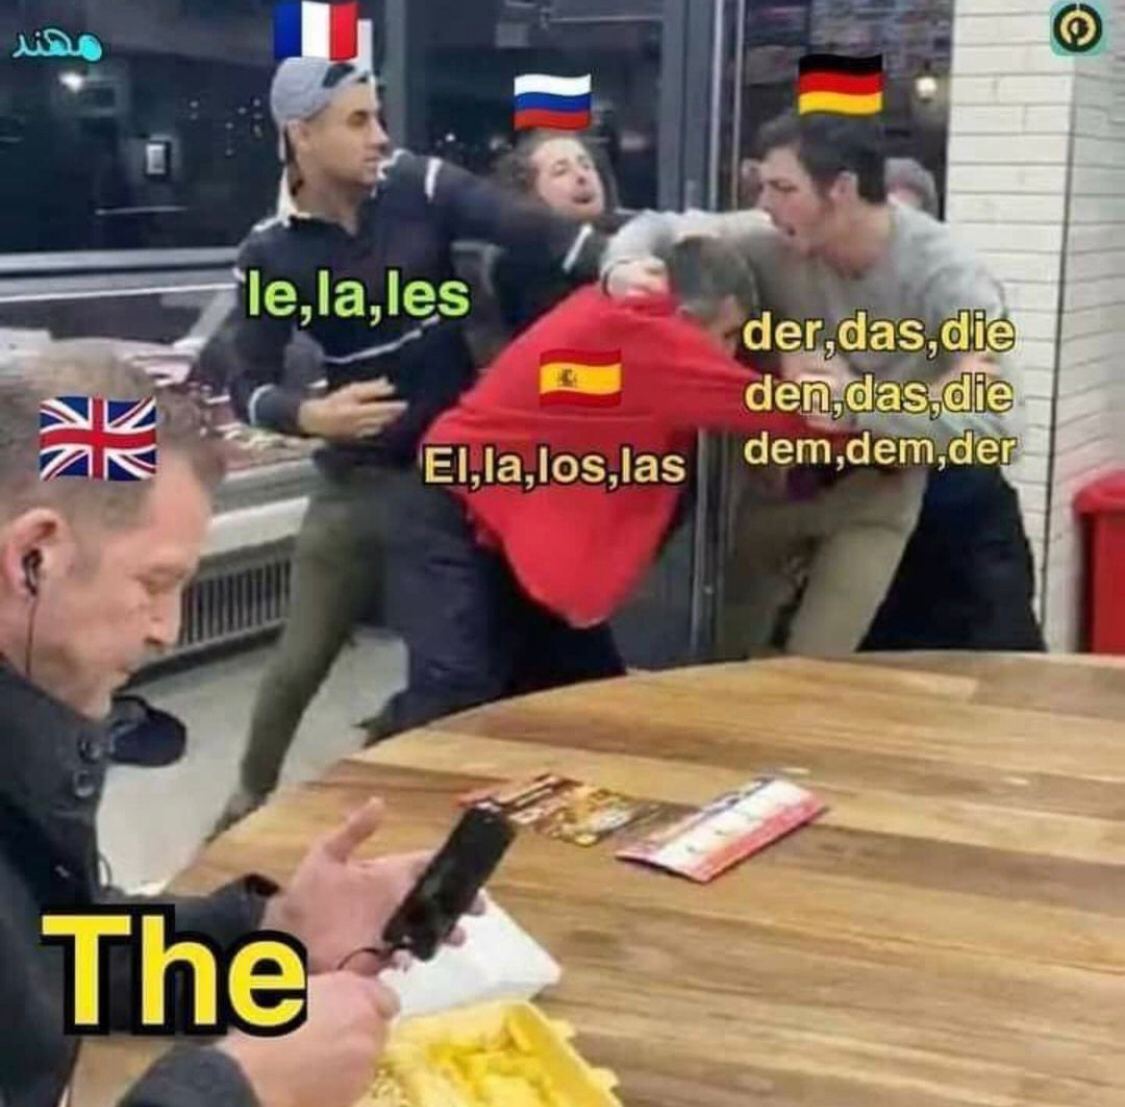 مهند
le,la,les
der,das,die
den,das,die
dem,dem,der
El,la,los,las
The